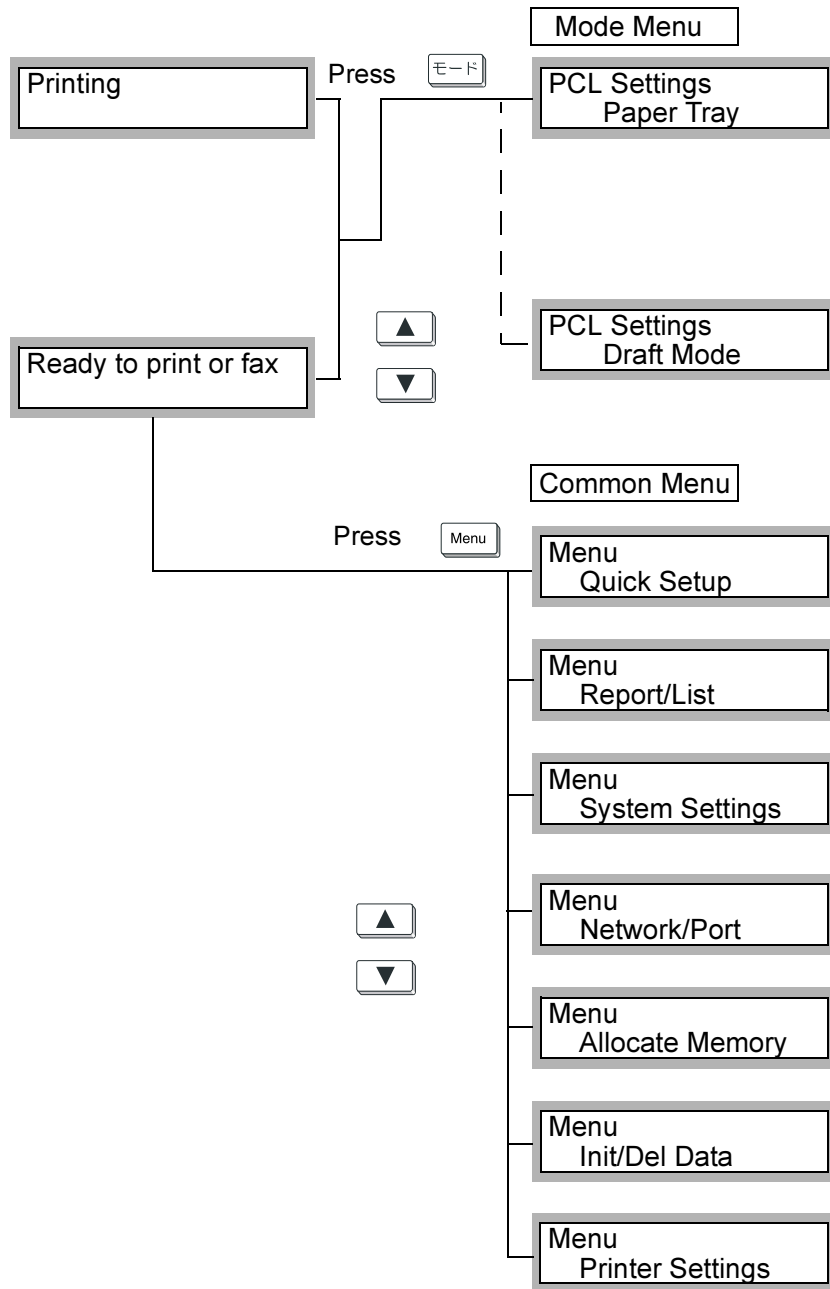 Mode Menu
Printing
Press モード
PCL Settings
Paper Tray
▲
▼
Ready to print or fax
PCL Settings
Draft Mode
Common Menu
Press Menu
Menu
Quick Setup
Menu
Report/List
Menu
System Settings
▲
▼
Menu
Network/Port
Menu
Allocate Memory
Menu
Init/Del Data
Menu
Printer Settings